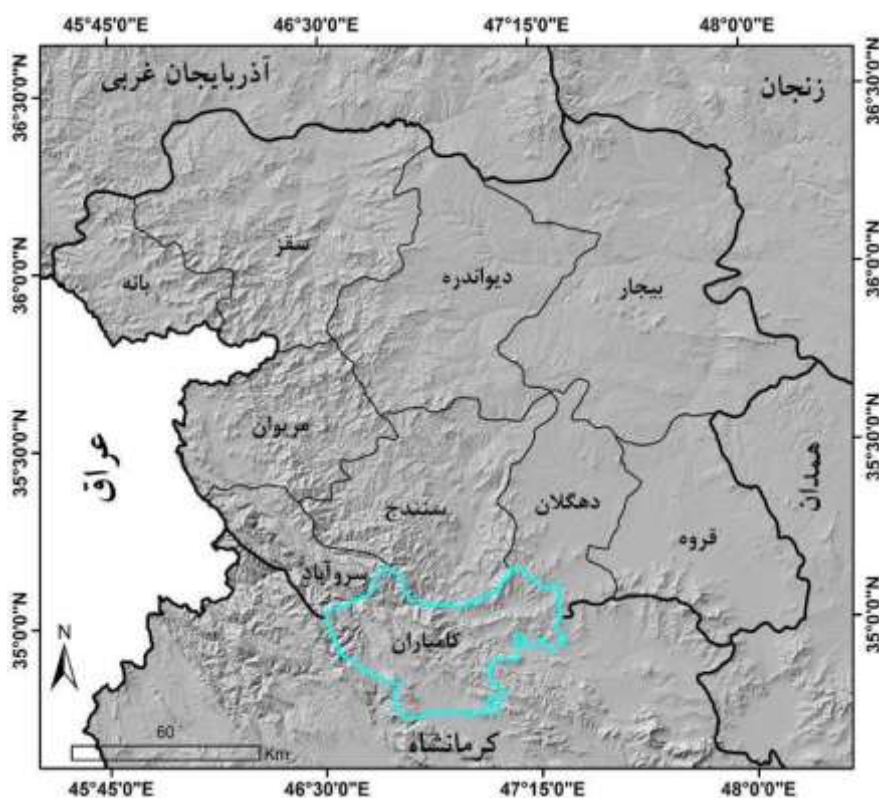 45°45'0"E 46°30'0"E 47°15'0"E 48°0'0"E
36°30'0"N
36°30'0"N
آذربایجان غربی
زنجان
سقز
بانه
دیواندره
بیجار
36°0'0"N
36°0'0"N
مریوان
عراق
35°30'0"N
35°30'0"N
سنندج
دهگلان
قروه
همدان
سروآباد
کامیاران
35°0'0"N
35°0'0"N
N
60
Km
کرمانشاه
45°45'0"E 46°30'0"E 47°15'0"E 48°0'0"E